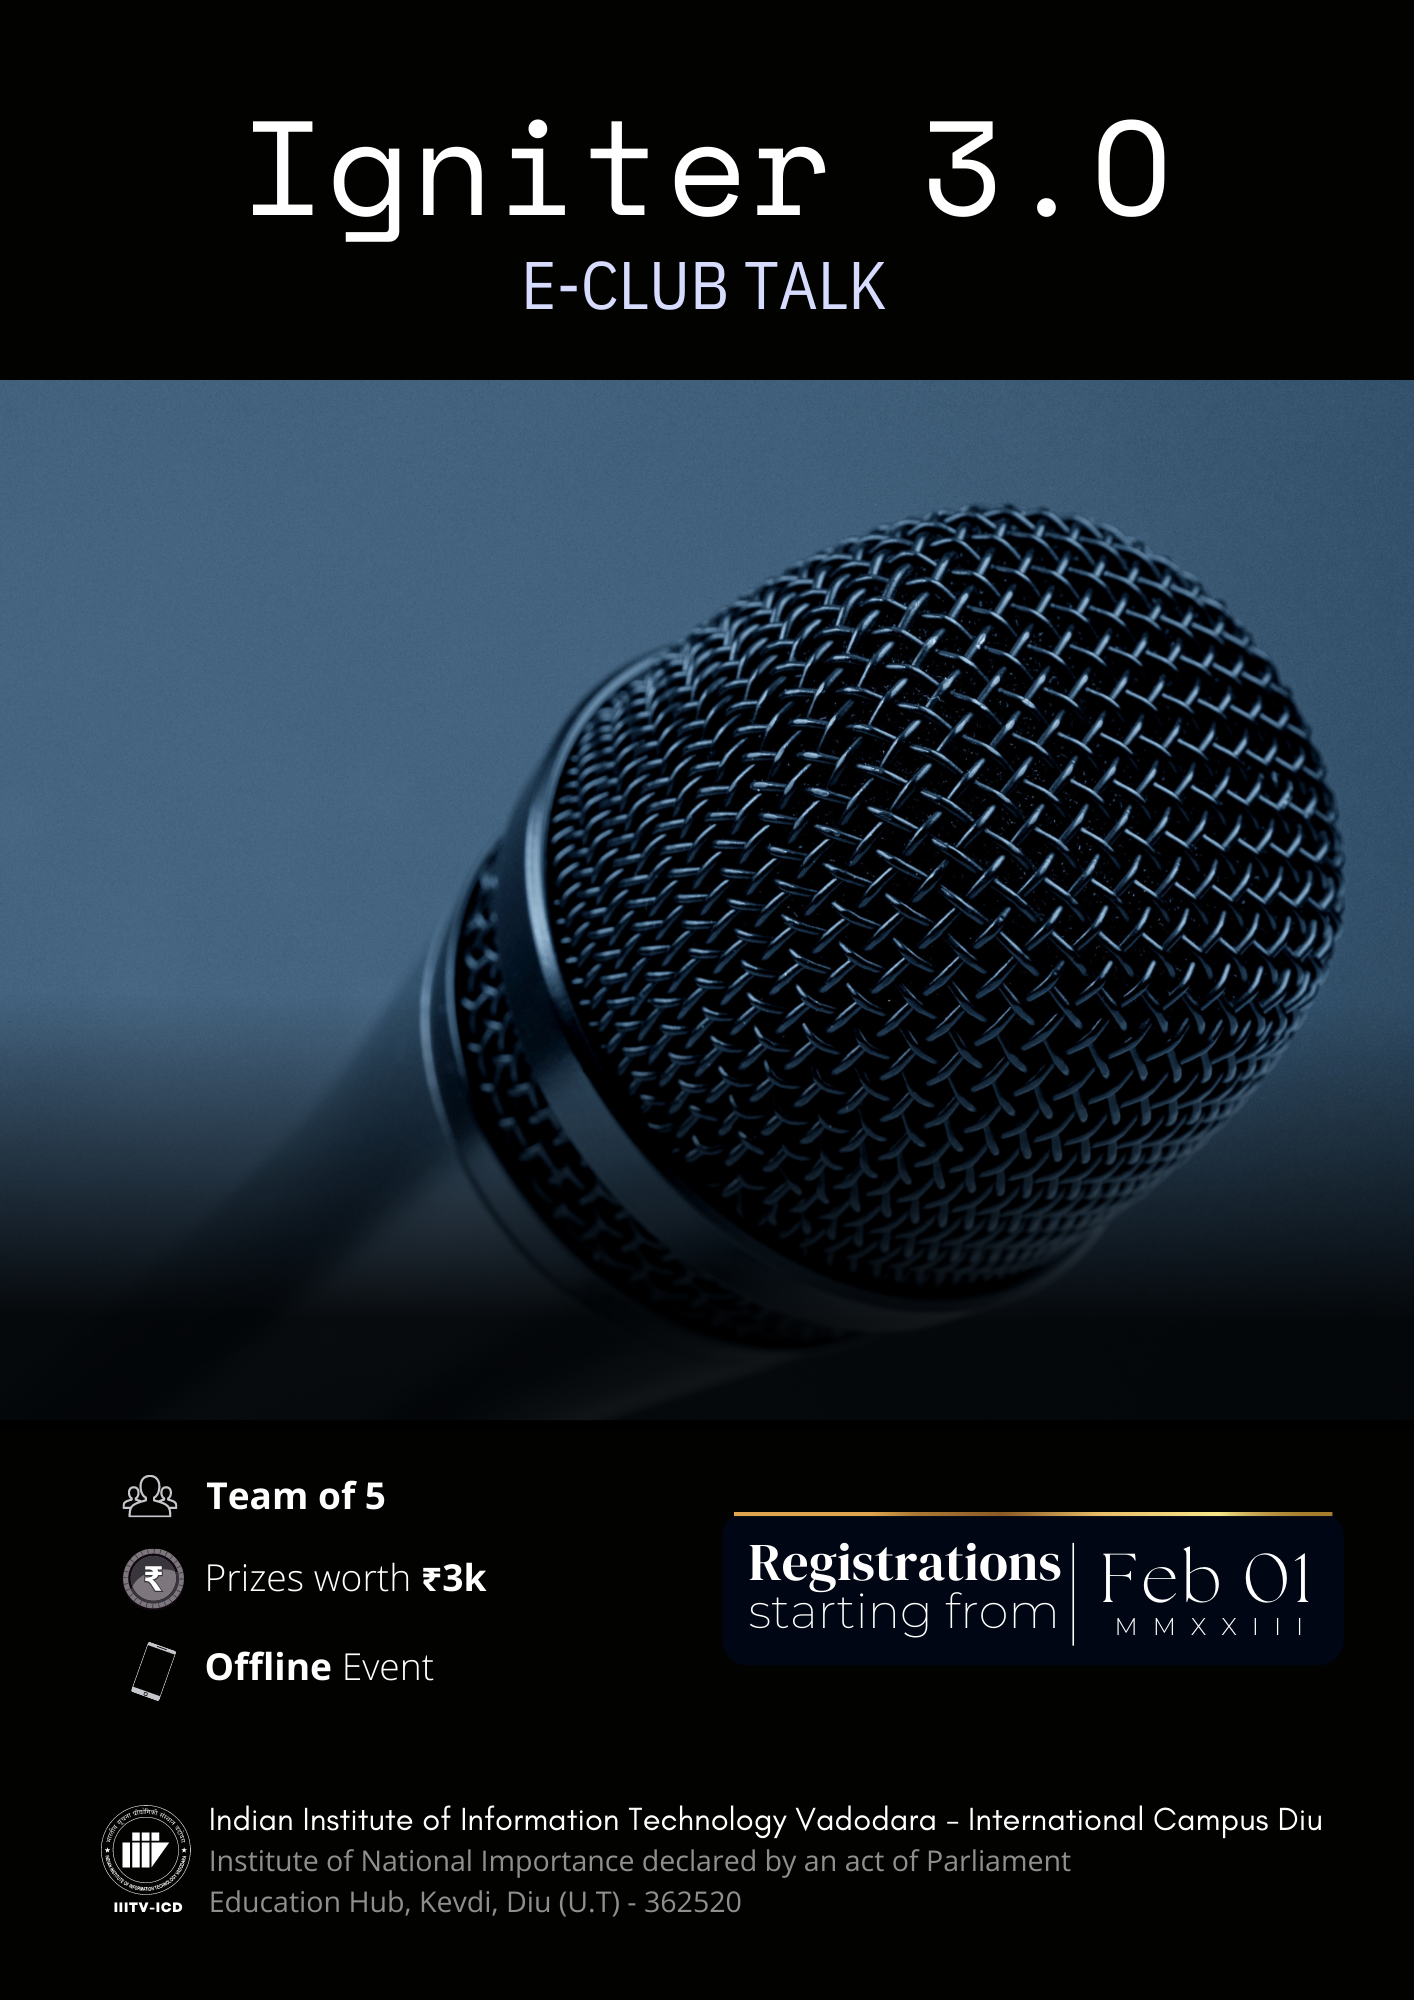 Igniter 3.0
E-CLUB TALK
Team of 5
Prizes worth ₹3k
Offline Event
Registrations
starting from
Feb 01
MMXXIII
Indian Institute of Information Technology Vadodara - International Campus Diu
Institute of National Importance declared by an act of Parliament
Education Hub, Kevdi, Diu (U.T) - 362520
IIITV-ICD